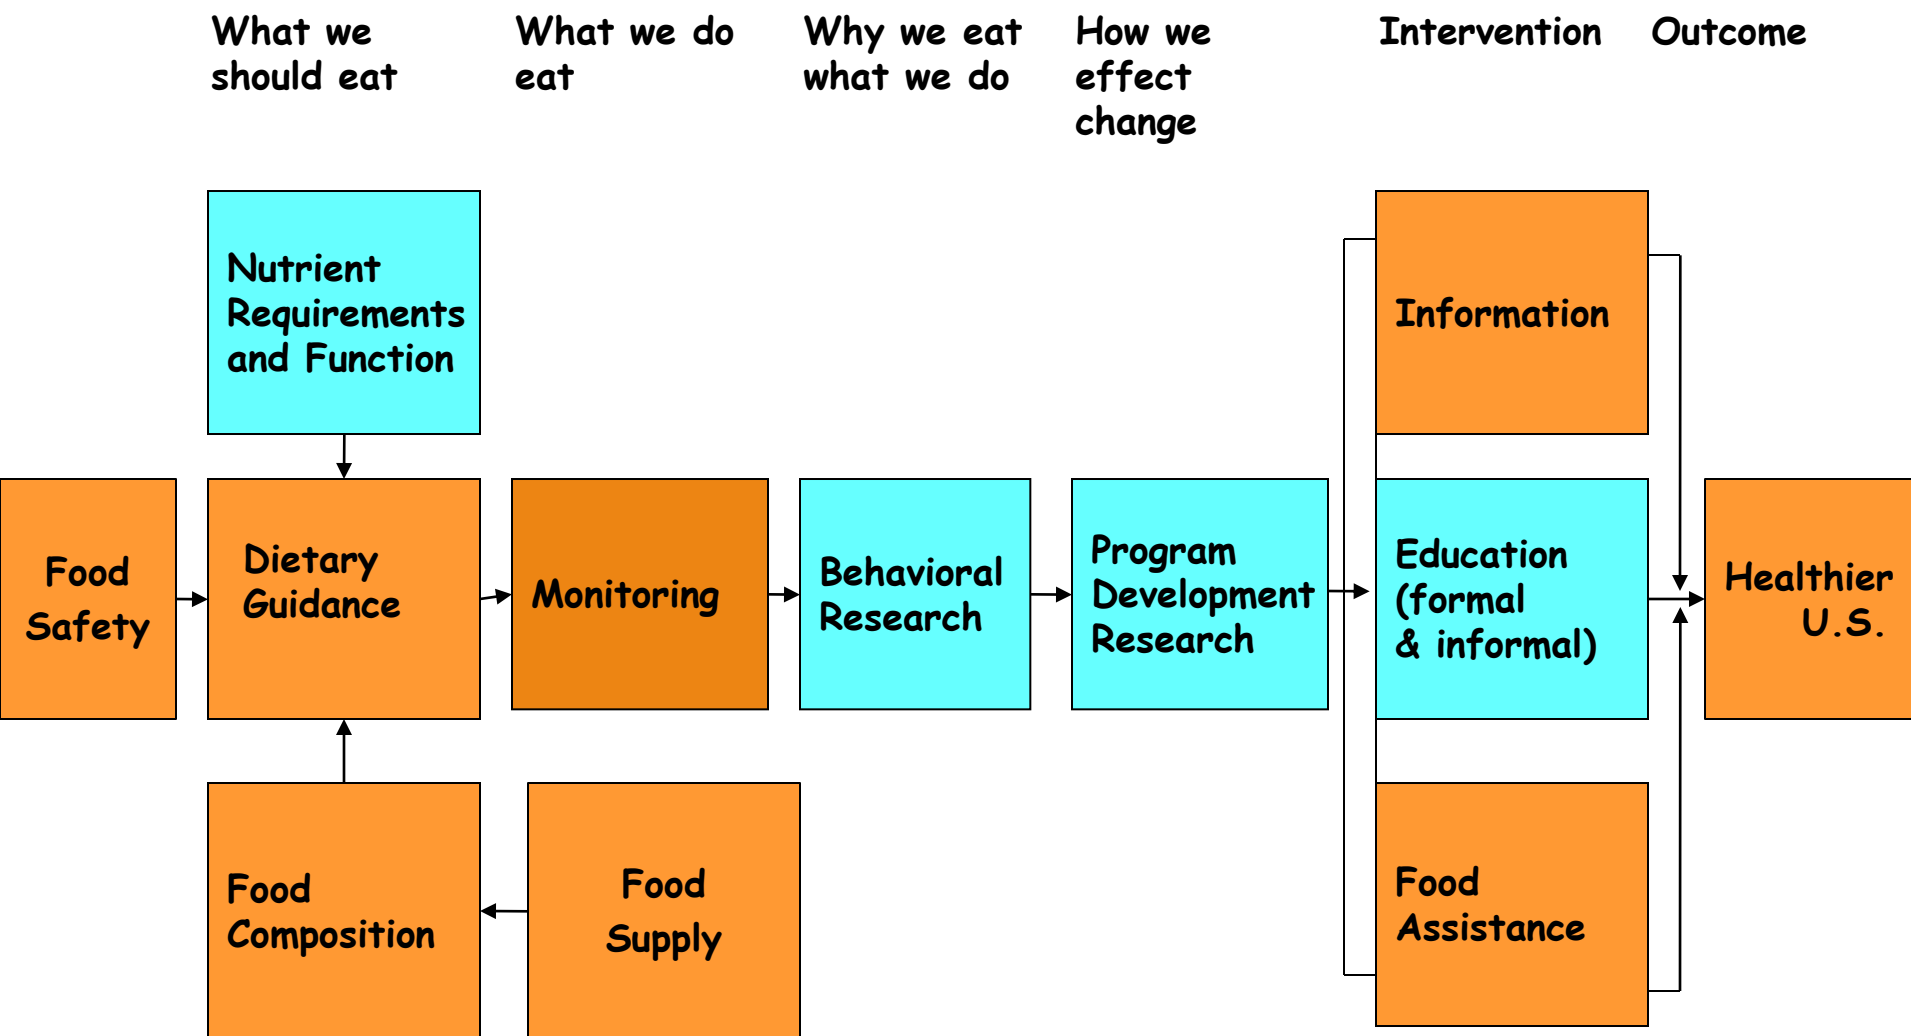 What we
should eat
What we do
eat
Why we eat
what we do
How we
effect
change
Intervention
Outcome
Nutrient
Requirements
and Function
Information
Food
Safety
Dietary
Guidance
Monitoring
Behavioral
Research
Program
Development
Research
Education
(formal
& informal)
Healthier
U.S.
Food
Composition
Food
Supply
Food
Assistance